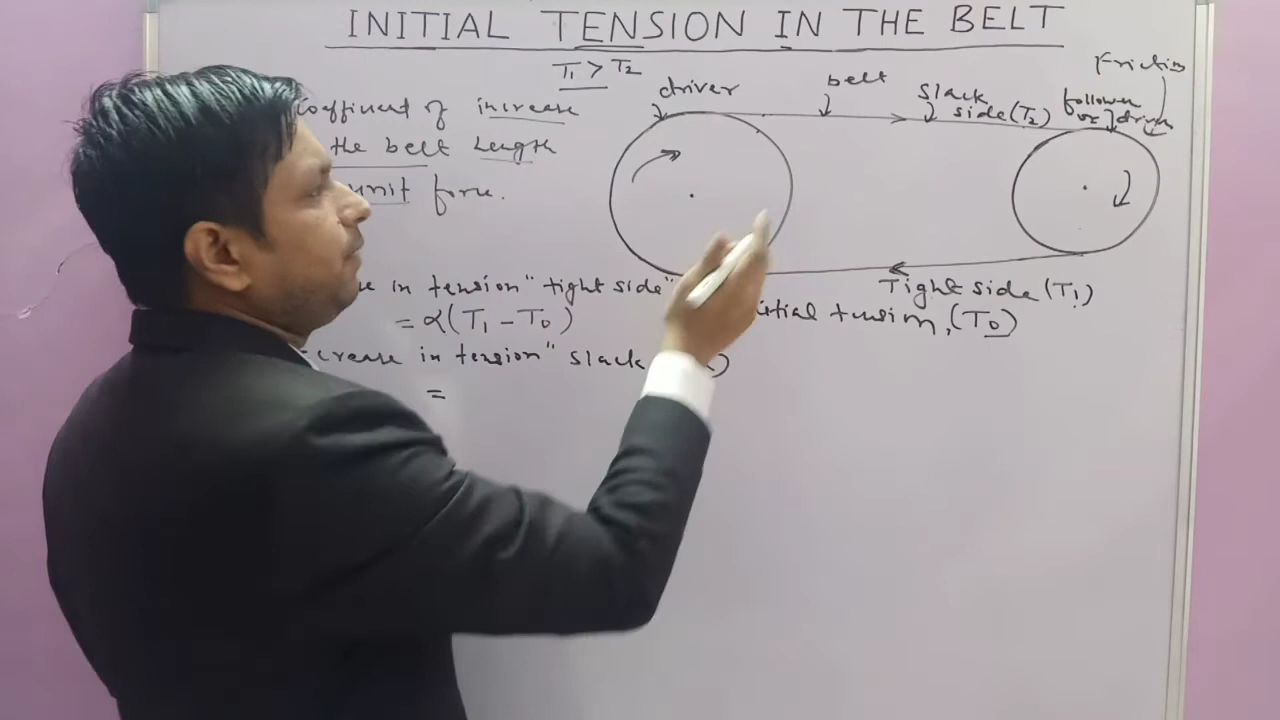 INITIAL TENSION IN THE BELT
T₁ > T₂
Coefficient of increase
the belt length
unit force.
in tension "tight side"
= α(T₁ - T₀)
crease in tension "slack
=
driver
belt
slack
side (T₂)
follower
or driven
Friction
Tight side (T₁)
tension, (T₀)